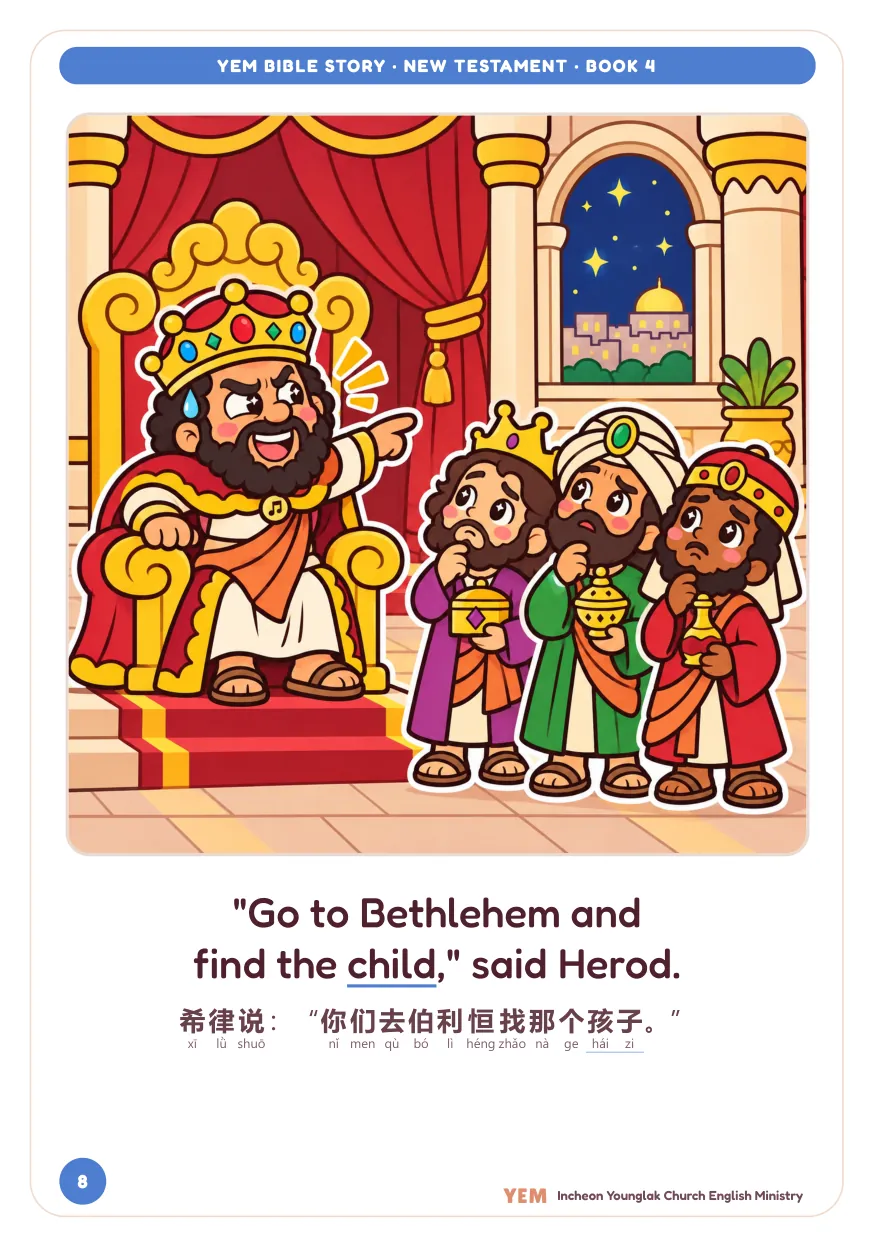 YEM BIBLE STORY · NEW TESTAMENT · BOOK 4
"Go to Bethlehem and
find the child," said Herod.
希律说：“你们去伯利恒找那个孩子。”
xī lǜ shuō nǐ men qù bó lì héng zhǎo nà ge hái zi
8
YEM Incheon Younglak Church English Ministry